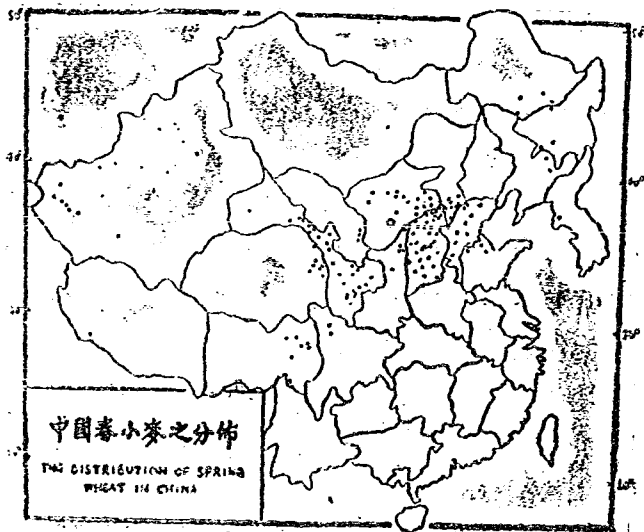 中國春小麥之分佈
THE DISTRIBUTION OF SPRING
WHEAT IN CHINA